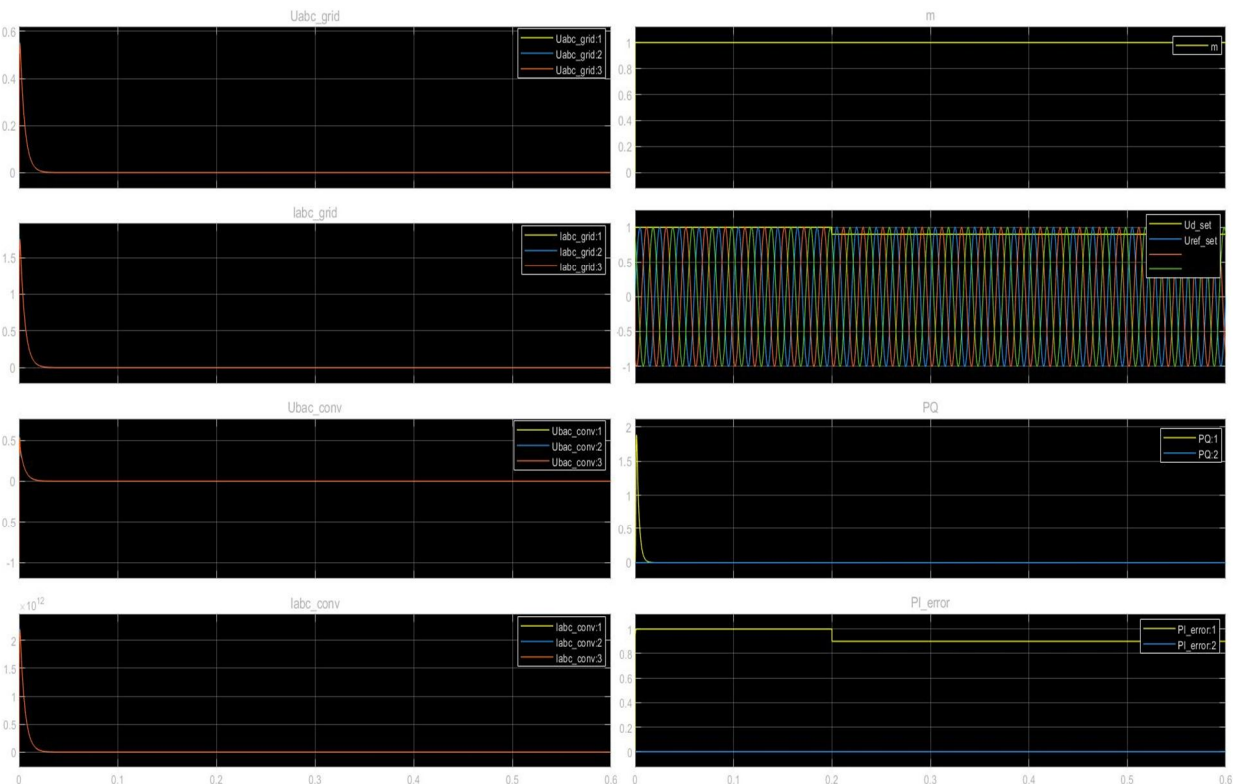 Uabc_grid
0.6
0.4
0.2
0
Uabc_grid:1
Uabc_grid:2
Uabc_grid:3
Iabc_grid
1.5
1
0.5
0
Iabc_grid:1
Iabc_grid:2
Iabc_grid:3
Ubac_conv
0.5
0
0.5
-1
Ubac_conv:1
Ubac_conv:2
Ubac_conv:3
×10¹²
Iabc_conv
2
1.5
1
0.5
0
Iabc_conv:1
Iabc_conv:2
Iabc_conv:3
0 0.1 0.2 0.3 0.4 0.5 0.6
m
1
0.8
0.6
0.4
0.2
0
m
1
0.5
0
-0.5
-1
Ud_set
Uref_set
PQ
2
1.5
1
0.5
0
PQ:1
PQ:2
PI_error
1
0.8
0.6
0.4
0.2
0
PI_error:1
PI_error:2
0 0.1 0.2 0.3 0.4 0.5 0.6